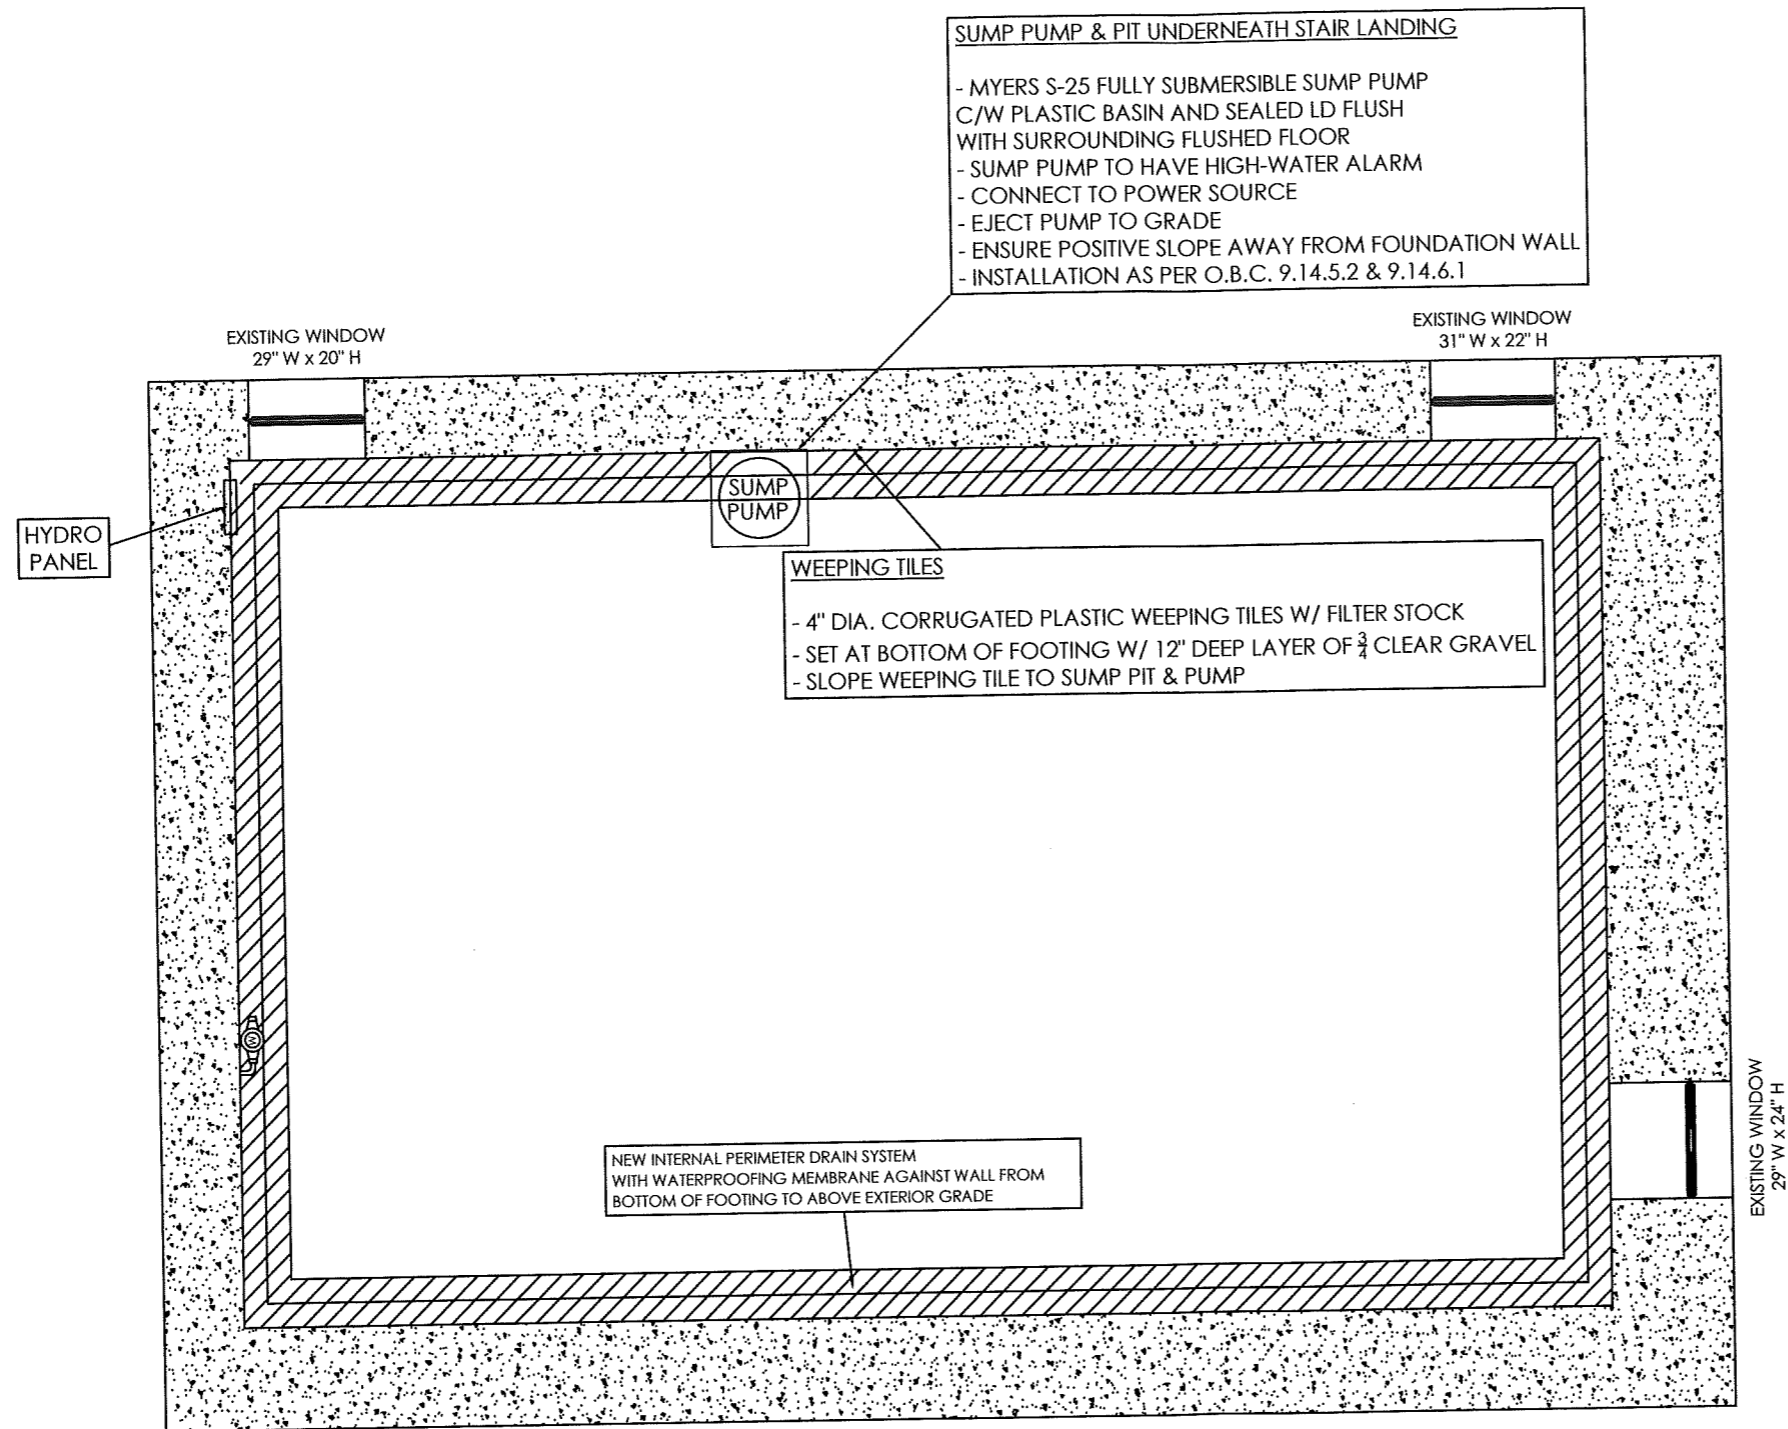 SUMP PUMP & PIT UNDERNEATH STAIR LANDING
- MYERS S-25 FULLY SUBMERSIBLE SUMP PUMP
C/W PLASTIC BASIN AND SEALED LD FLUSH
WITH SURROUNDING FLUSHED FLOOR
- SUMP PUMP TO HAVE HIGH-WATER ALARM
- CONNECT TO POWER SOURCE
- EJECT PUMP TO GRADE
- ENSURE POSITIVE SLOPE AWAY FROM FOUNDATION WALL
- INSTALLATION AS PER O.B.C. 9.14.5.2 & 9.14.6.1
EXISTING WINDOW
29" W x 20" H
EXISTING WINDOW
31" W x 22" H
SUMP
PUMP
HYDRO
PANEL
WEEPING TILES
- 4" DIA. CORRUGATED PLASTIC WEEPING TILES W/ FILTER STOCK
- SET AT BOTTOM OF FOOTING W/ 12" DEEP LAYER OF 3/4 CLEAR GRAVEL
- SLOPE WEEPING TILE TO SUMP PIT & PUMP
M
EXISTING WINDOW
29" W x 24" H
NEW INTERNAL PERIMETER DRAIN SYSTEM
WITH WATERPROOFING MEMBRANE AGAINST WALL FROM
BOTTOM OF FOOTING TO ABOVE EXTERIOR GRADE